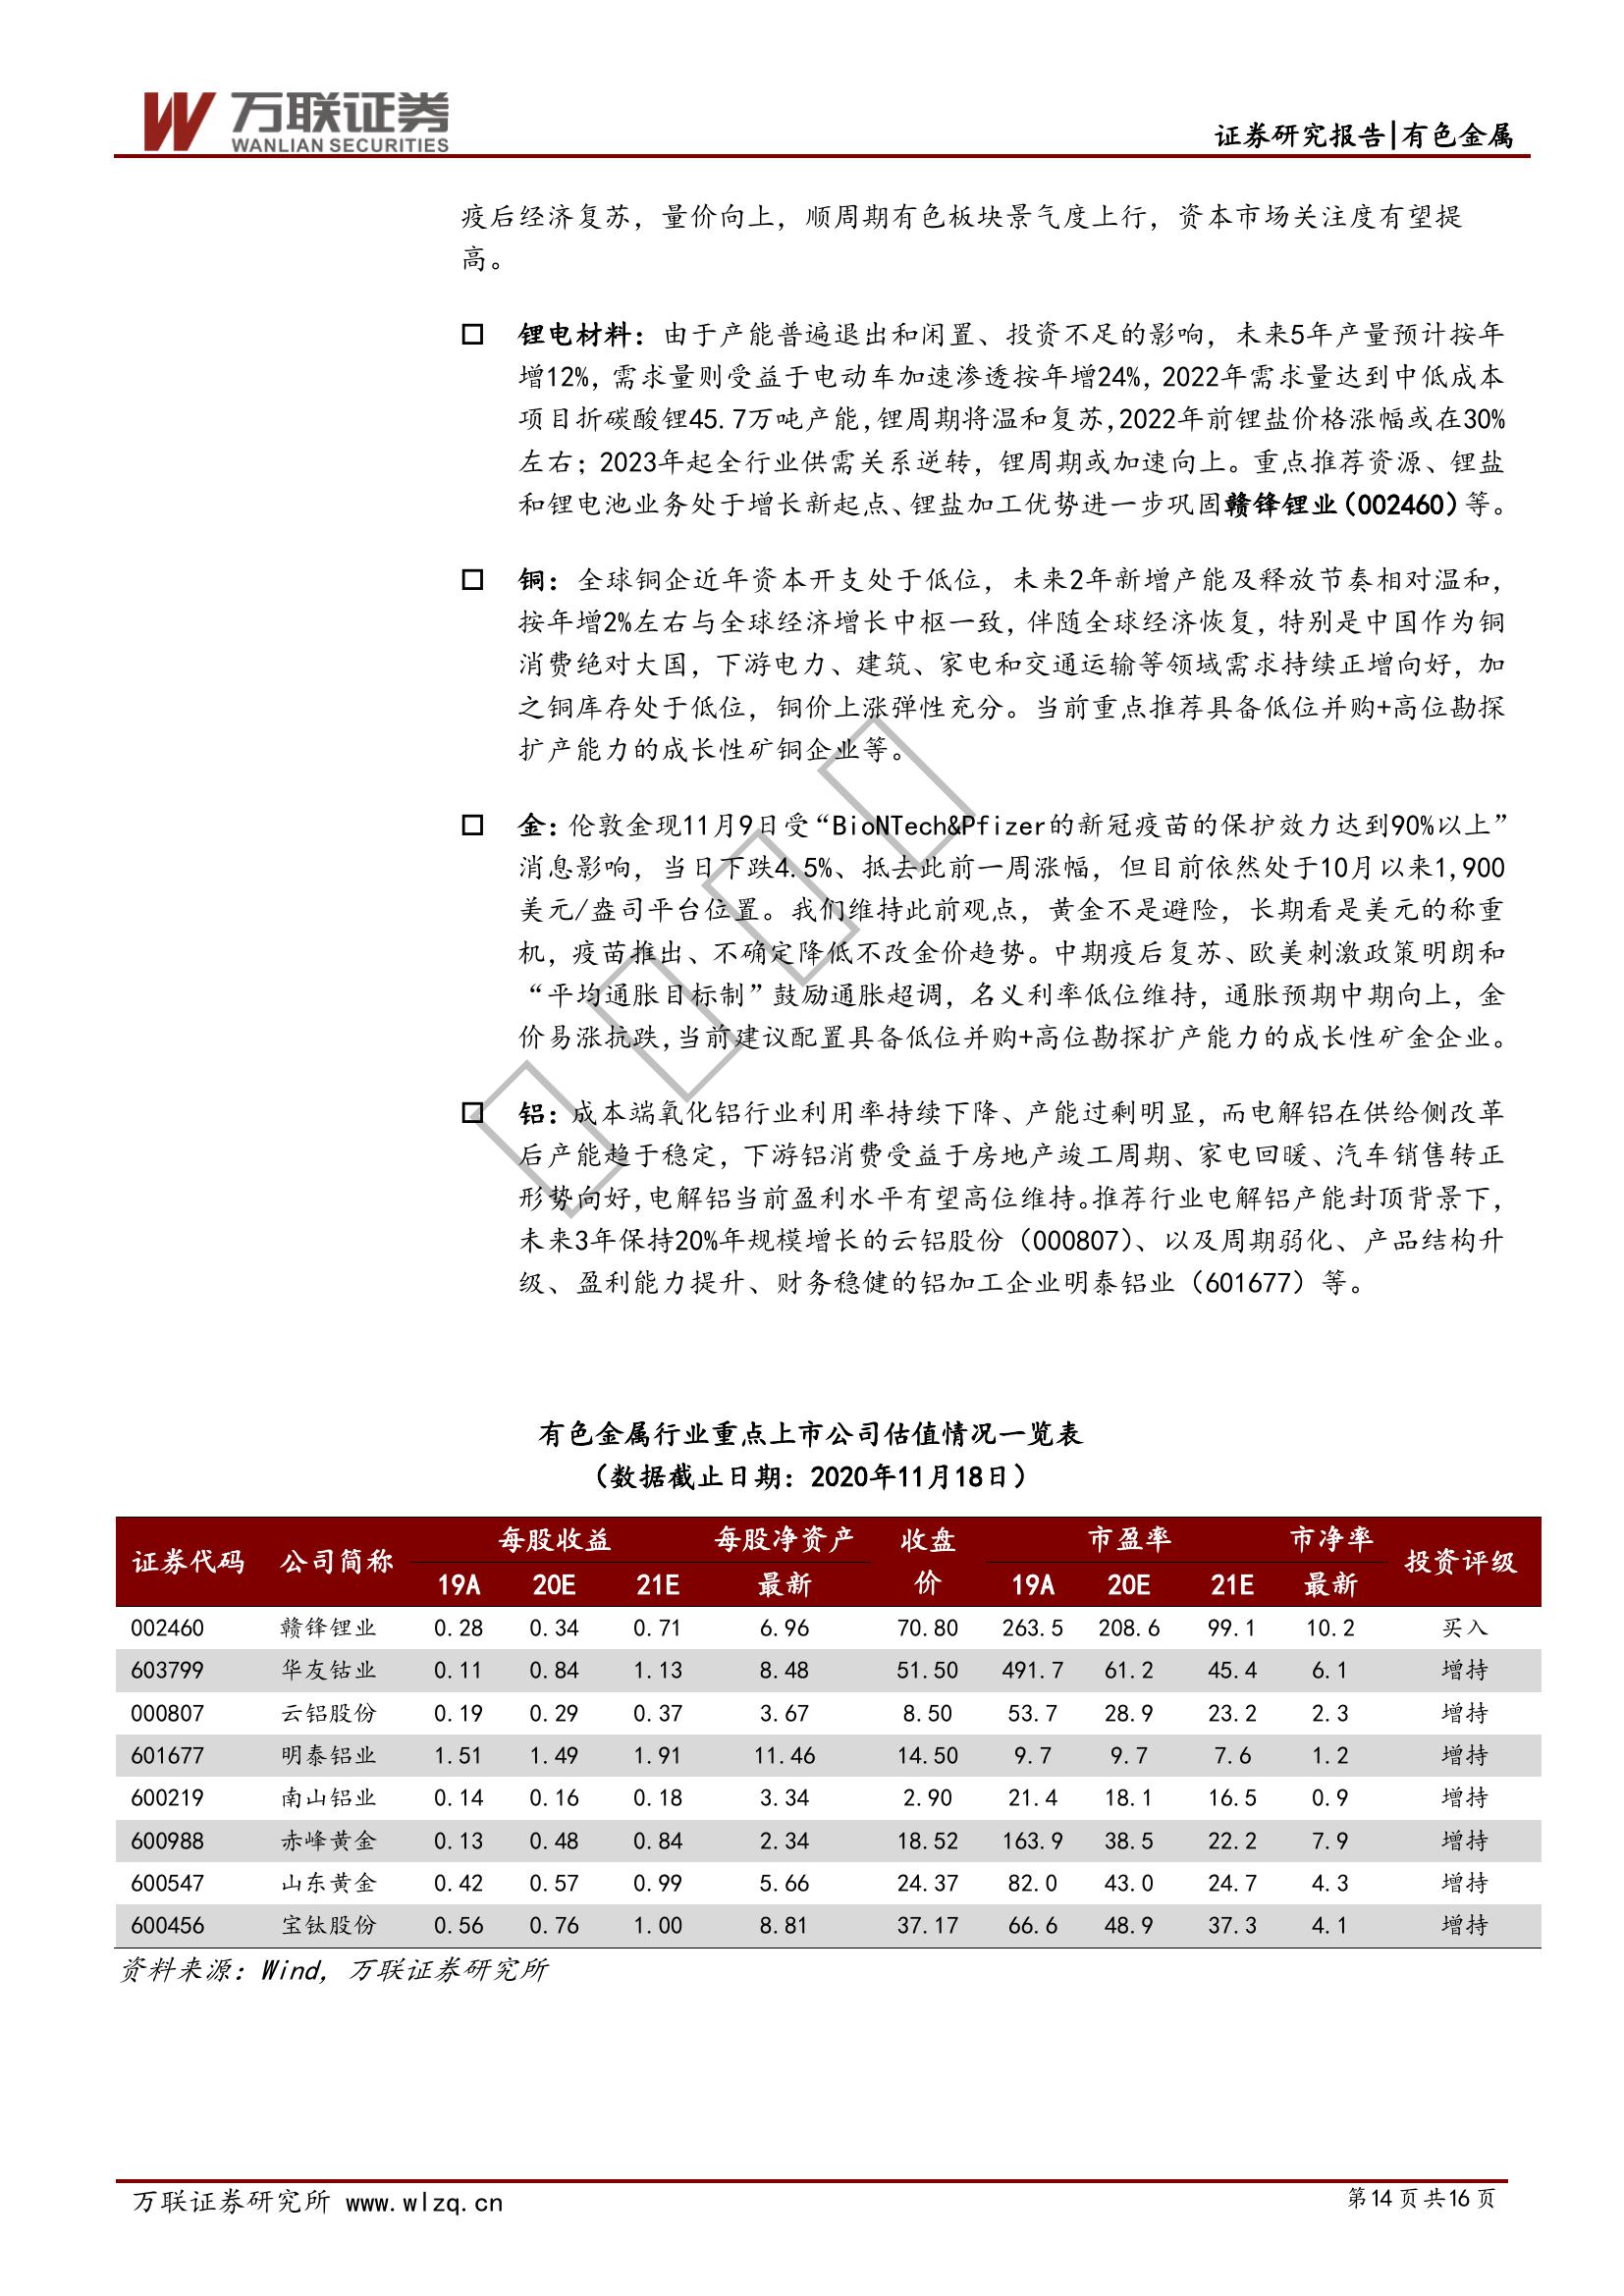 万联证券
WANLIAN SECURITIES
证券研究报告|有色金属
疫后经济复苏，量价向上，顺周期有色板块景气度上行，资本市场关注度有望提
高。
锂电材料：由于产能普遍退出和闲置、投资不足的影响，未来5年产量预计按年
增12%，需求量则受益于电动车加速渗透按年增24%，2022年需求量达到中低成本
项目折碳酸锂45.7万吨产能，锂周期将温和复苏，2022年前锂盐价格涨幅或在30%
左右；2023年起全行业供需关系逆转，锂周期或加速向上。重点推荐资源、锂盐
和锂电池业务处于增长新起点、锂盐加工优势进一步巩固赣锋锂业（002460）等。
铜：全球铜企近年资本开支处于低位，未来2年新增产能及释放节奏相对温和，
按年增2%左右与全球经济增长中枢一致，伴随全球经济恢复，特别是中国作为铜
消费绝对大国，下游电力、建筑、家电和交通运输等领域需求持续正增向好，加
之铜库存处于低位，铜价上涨弹性充分。当前重点推荐具备低位并购+高位勘探
扩产能力的成长性矿铜企业等。
金：伦敦金现11月9日受“BioNTech&Pfizer的新冠疫苗的保护效力达到90%以上”
消息影响，当日下跌4.5%、抵去此前一周涨幅，但目前依然处于10月以来1,900
美元/盎司平台位置。我们维持此前观点，黄金不是避险，长期看是美元的称重
机，疫苗推出、不确定降低不改金价趋势。中期疫后复苏、欧美刺激政策明朗和
“平均通胀目标制”鼓励通胀超调，名义利率低位维持，通胀预期中期向上，金
价易涨抗跌，当前建议配置具备低位并购+高位勘探扩产能力的成长性矿金企业。
铝：成本端氧化铝行业利用率持续下降、产能过剩明显，而电解铝在供给侧改革
后产能趋于稳定，下游铝消费受益于房地产竣工周期、家电回暖、汽车销售转正
形势向好，电解铝当前盈利水平有望高位维持。推荐行业电解铝产能封顶背景下，
未来3年保持20%年规模增长的云铝股份（000807）、以及周期弱化、产品结构升
级、盈利能力提升、财务稳健的铝加工企业明泰铝业（601677）等。
有色金属行业重点上市公司估值情况一览表
（数据截止日期：2020年11月18日）
证券代码 公司简称 每股收益 每股净资产 收盘价 市盈率 市净率 投资评级
19A 20E 21E 最新 19A 20E 21E 最新
002460 赣锋锂业 0.28 0.34 0.71 6.96 70.80 263.5 208.6 99.1 10.2 买入
603799 华友钴业 0.11 0.84 1.13 8.48 51.50 491.7 61.2 45.4 6.1 增持
000807 云铝股份 0.19 0.29 0.37 3.67 8.50 53.7 28.9 23.2 2.3 增持
601677 明泰铝业 1.51 1.49 1.91 11.46 14.50 9.7 9.7 7.6 1.2 增持
600219 南山铝业 0.14 0.16 0.18 3.34 2.90 21.4 18.1 16.5 0.9 增持
600988 赤峰黄金 0.13 0.48 0.84 2.34 18.52 163.9 38.5 22.2 7.9 增持
600547 山东黄金 0.42 0.57 0.99 5.66 24.37 82.0 43.0 24.7 4.3 增持
600456 宝钛股份 0.56 0.76 1.00 8.81 37.17 66.6 48.9 37.3 4.1 增持
资料来源：Wind，万联证券研究所
万联证券研究所 www.wlzq.cn
第14页共16页